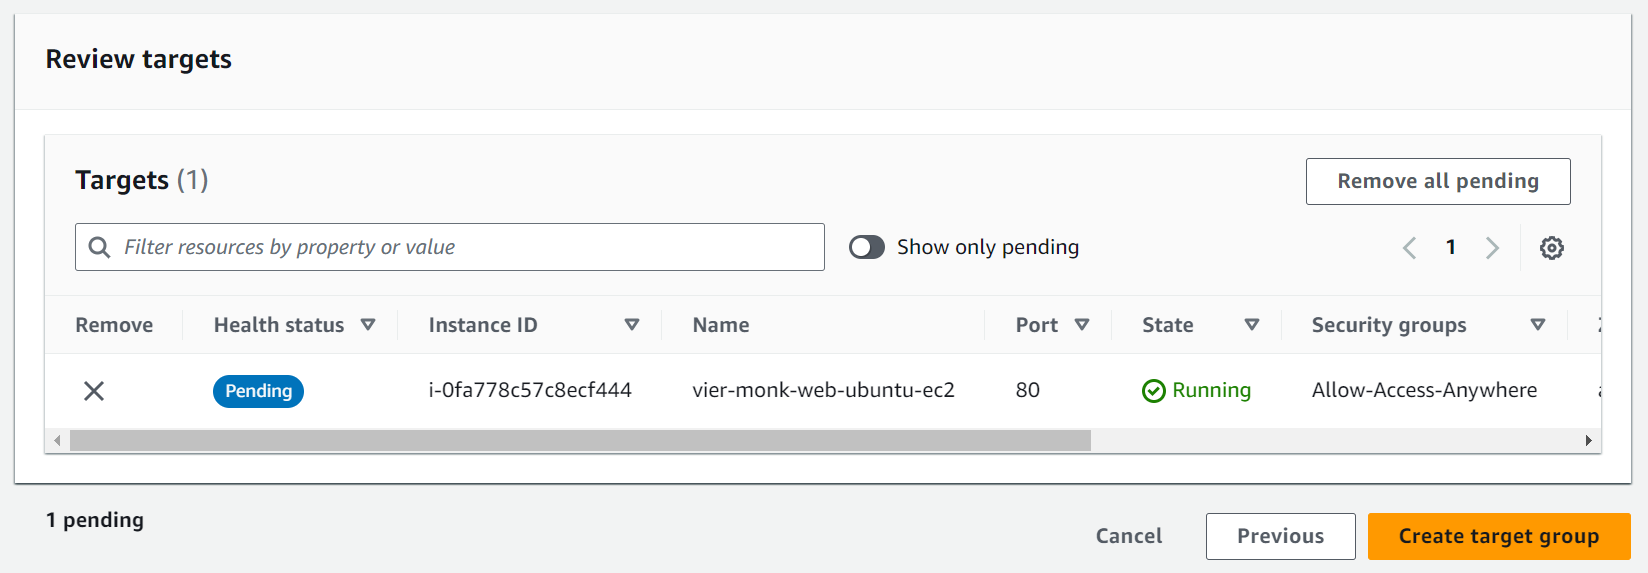 Review targets
Targets (1)
Remove all pending
Filter resources by property or value
Show only pending
1
Remove Health status Instance ID Name Port State Security groups
Pending i-0fa778c57c8ecf444 vier-monk-web-ubuntu-ec2 80 Running Allow-Access-Anywhere
1 pending
Cancel Previous Create target group